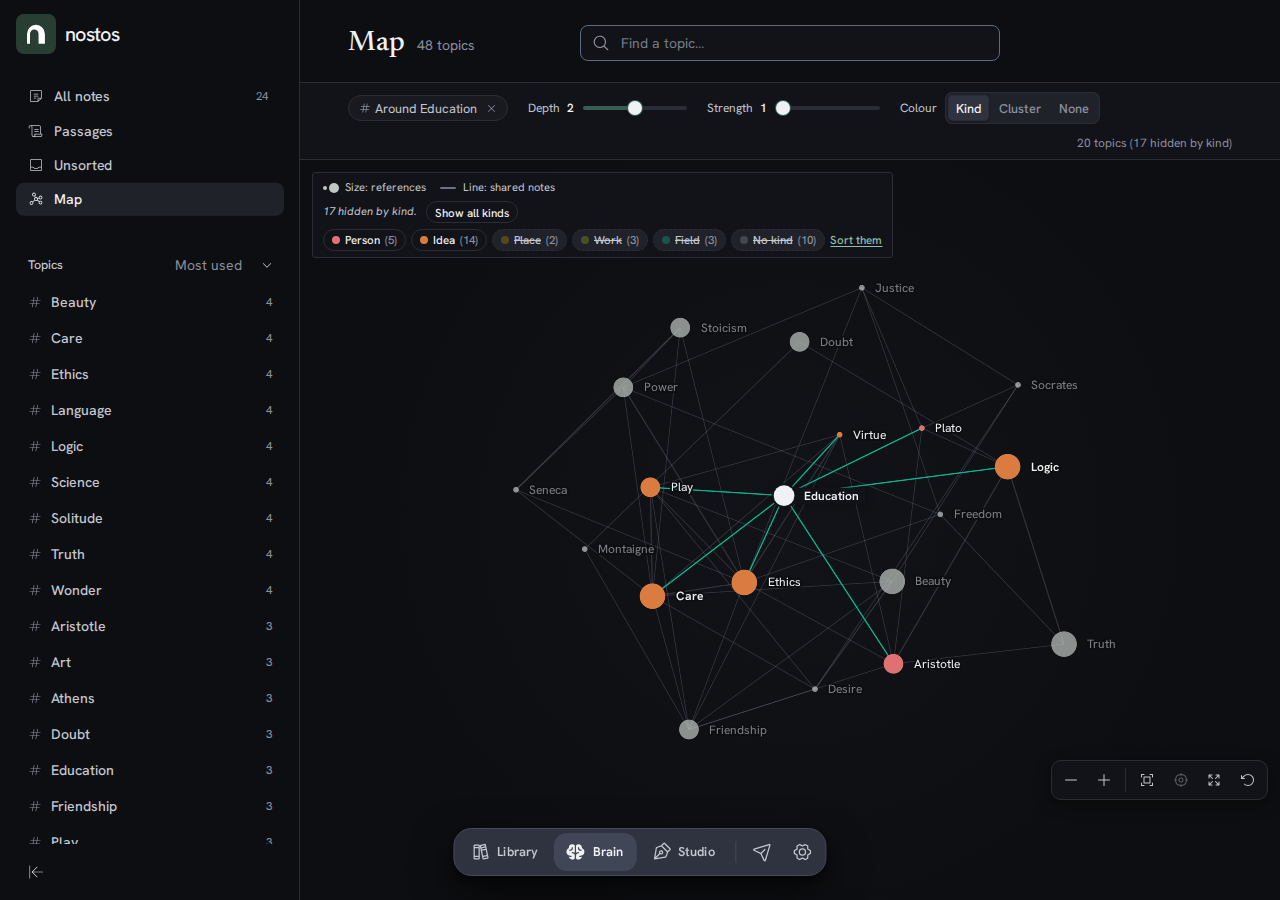 nostos
All notes 24
Passages
Unsorted
Map
Topics Most used
# Beauty 4
# Care 4
# Ethics 4
# Language 4
# Logic 4
# Science 4
# Solitude 4
# Truth 4
# Wonder 4
# Aristotle 3
# Art 3
# Athens 3
# Doubt 3
# Education 3
# Friendship 3
# Play 3
Map 48 topics
Find a topic...
# Around Education × Depth 2 Strength 1 Colour Kind Cluster None
20 topics (17 hidden by kind)
Size: references Line: shared notes
17 hidden by kind. Show all kinds
Person (5) Idea (14) Place (2) Work (3) Field (3) No kind (10) Sort them
Justice
Stoicism
Doubt
Power
Socrates
Virtue
Plato
Logic
Play
Seneca
Education
Freedom
Montaigne
Ethics
Beauty
Care
Truth
Aristotle
Desire
Friendship
Library Brain Studio